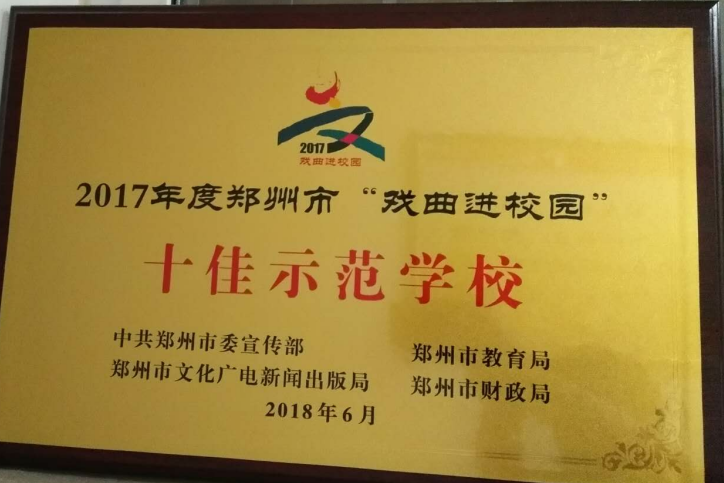 2017
戏曲进校园
2017年度郑州市“戏曲进校园”
十佳示范学校
中共郑州市委宣传部
郑州市教育局
郑州市文化广电新闻出版局
郑州市财政局
2018年6月